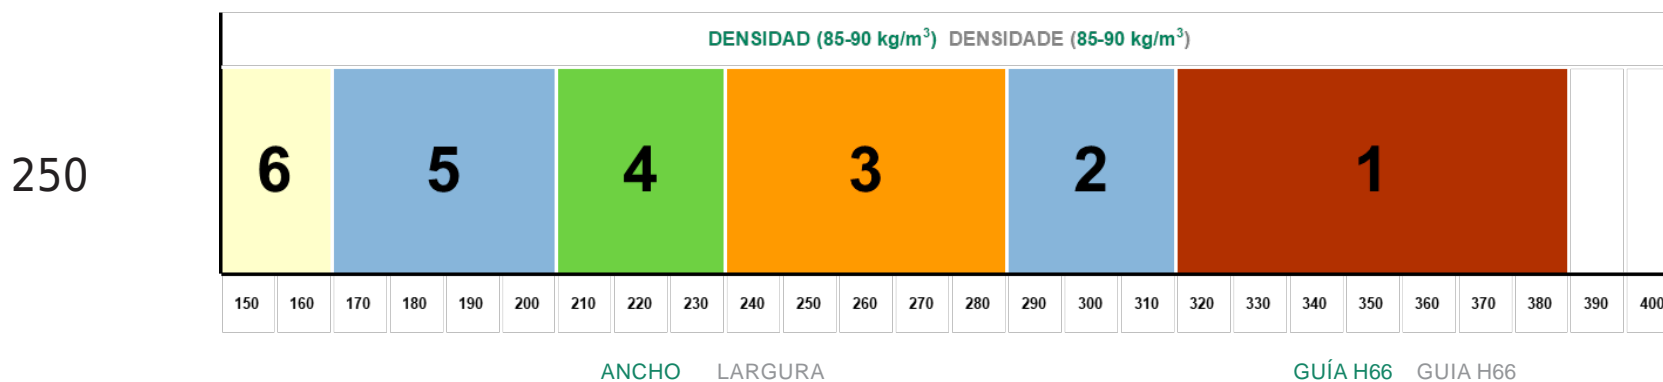 DENSIDAD (85-90 kg/m³) DENSIDADE (85-90 kg/m³)
250 6 5 4 3 2 1
150 160 170 180 190 200 210 220 230 240 250 260 270 280 290 300 310 320 330 340 350 360 370 380 390 400
ANCHO LARGURA GUÍA H66 GUIA H66